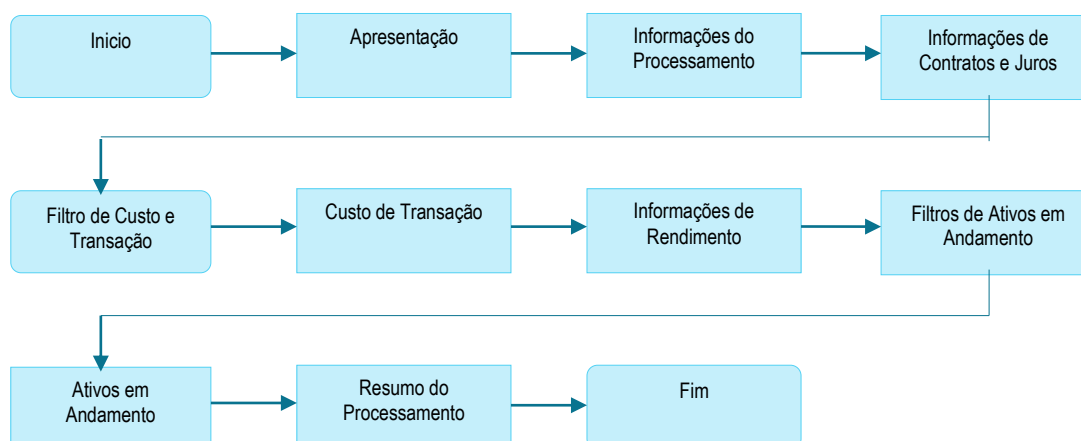 Inicio
Apresentação
Informações do
Processamento
Informações de
Contratos e Juros
Filtro de Custo e
Transação
Custo de Transação
Informações de
Rendimento
Filtros de Ativos em
Andamento
Ativos em
Andamento
Resumo do
Processamento
Fim